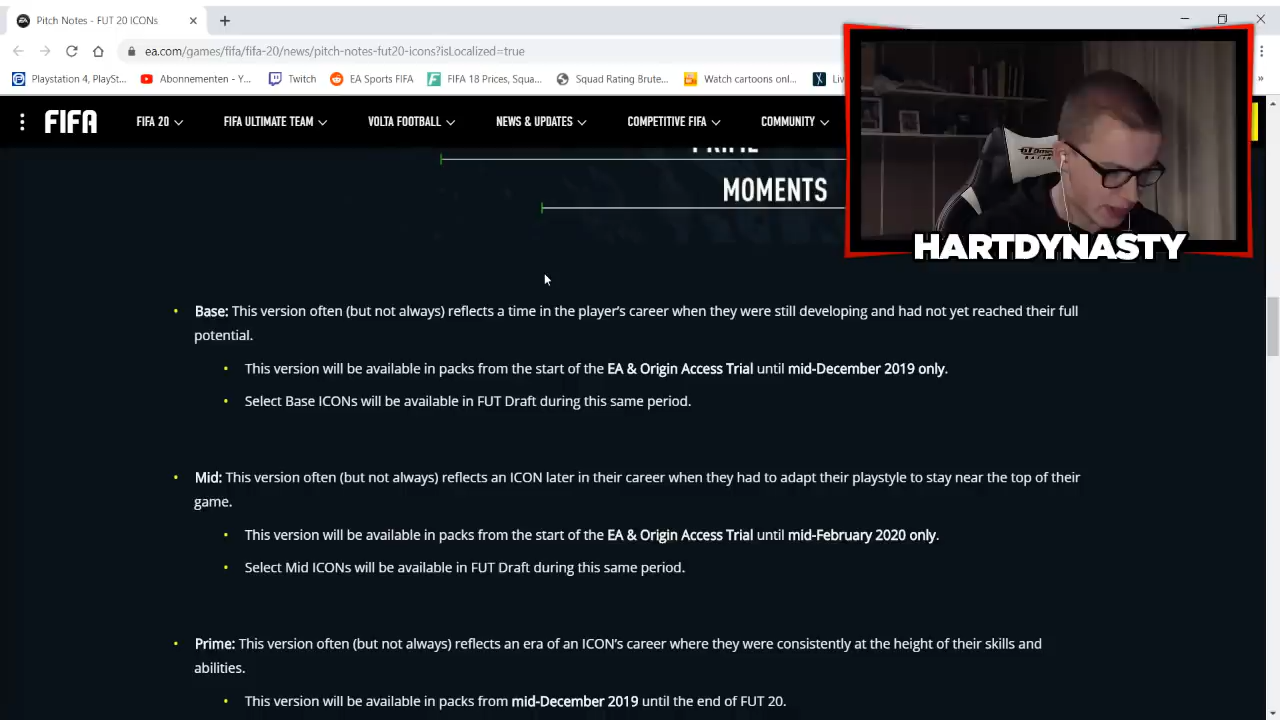 Pitch Notes - FUT 20 ICONs
ea.com/games/fifa/fifa-20/news/pitch-notes-fut20-icons?isLocalized=true
Playstation 4, PlaySt... Abonnementen - Y... Twitch EA Sports FIFA FIFA 18 Prices, Squa... Squad Rating Brute... Watch cartoons onl...
FIFA FIFA 20 FIFA ULTIMATE TEAM VOLTA FOOTBALL NEWS & UPDATES COMPETITIVE FIFA COMMUNITY
PRIME
MOMENTS
HARTDYNASTY
• Base: This version often (but not always) reflects a time in the player's career when they were still developing and had not yet reached their full
potential.
• This version will be available in packs from the start of the EA & Origin Access Trial until mid-December 2019 only.
• Select Base ICONs will be available in FUT Draft during this same period.
• Mid: This version often (but not always) reflects an ICON later in their career when they had to adapt their playstyle to stay near the top of their
game.
• This version will be available in packs from the start of the EA & Origin Access Trial until mid-February 2020 only.
• Select Mid ICONs will be available in FUT Draft during this same period.
• Prime: This version often (but not always) reflects an era of an ICON's career where they were consistently at the height of their skills and
abilities.
• This version will be available in packs from mid-December 2019 until the end of FUT 20.